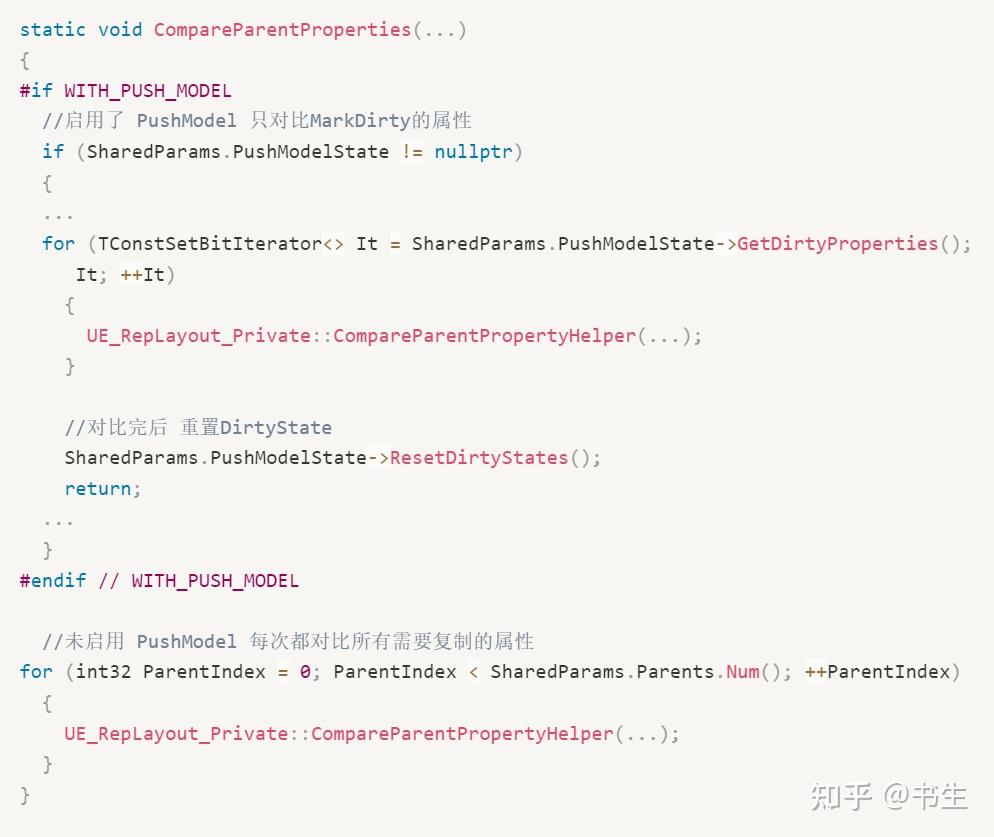 static void CompareParentProperties(...)
{
#if WITH_PUSH_MODEL
//启用了 PushModel 只对比MarkDirty的属性
if (SharedParams.PushModelState != nullptr)
{
...
for (TConstSetBitIterator<> It = SharedParams.PushModelState->GetDirtyProperties();
It; ++It)
{
UE_RepLayout_Private::CompareParentPropertyHelper(...);
}
//对比完后 重置DirtyState
SharedParams.PushModelState->ResetDirtyStates();
return;
...
}
#endif // WITH_PUSH_MODEL
//未启用 PushModel 每次都对比所有需要复制的属性
for (int32 ParentIndex = 0; ParentIndex < SharedParams.Parents.Num(); ++ParentIndex)
{
UE_RepLayout_Private::CompareParentPropertyHelper(...);
}
}
知乎 @书生